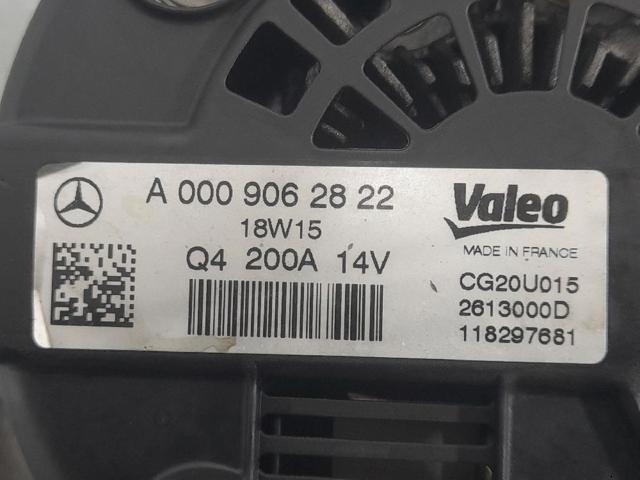 A 000 906 28 22
18W15
Q4 200A 14V
Valeo
MADE IN FRANCE
CG20U015
2613000D
118297681